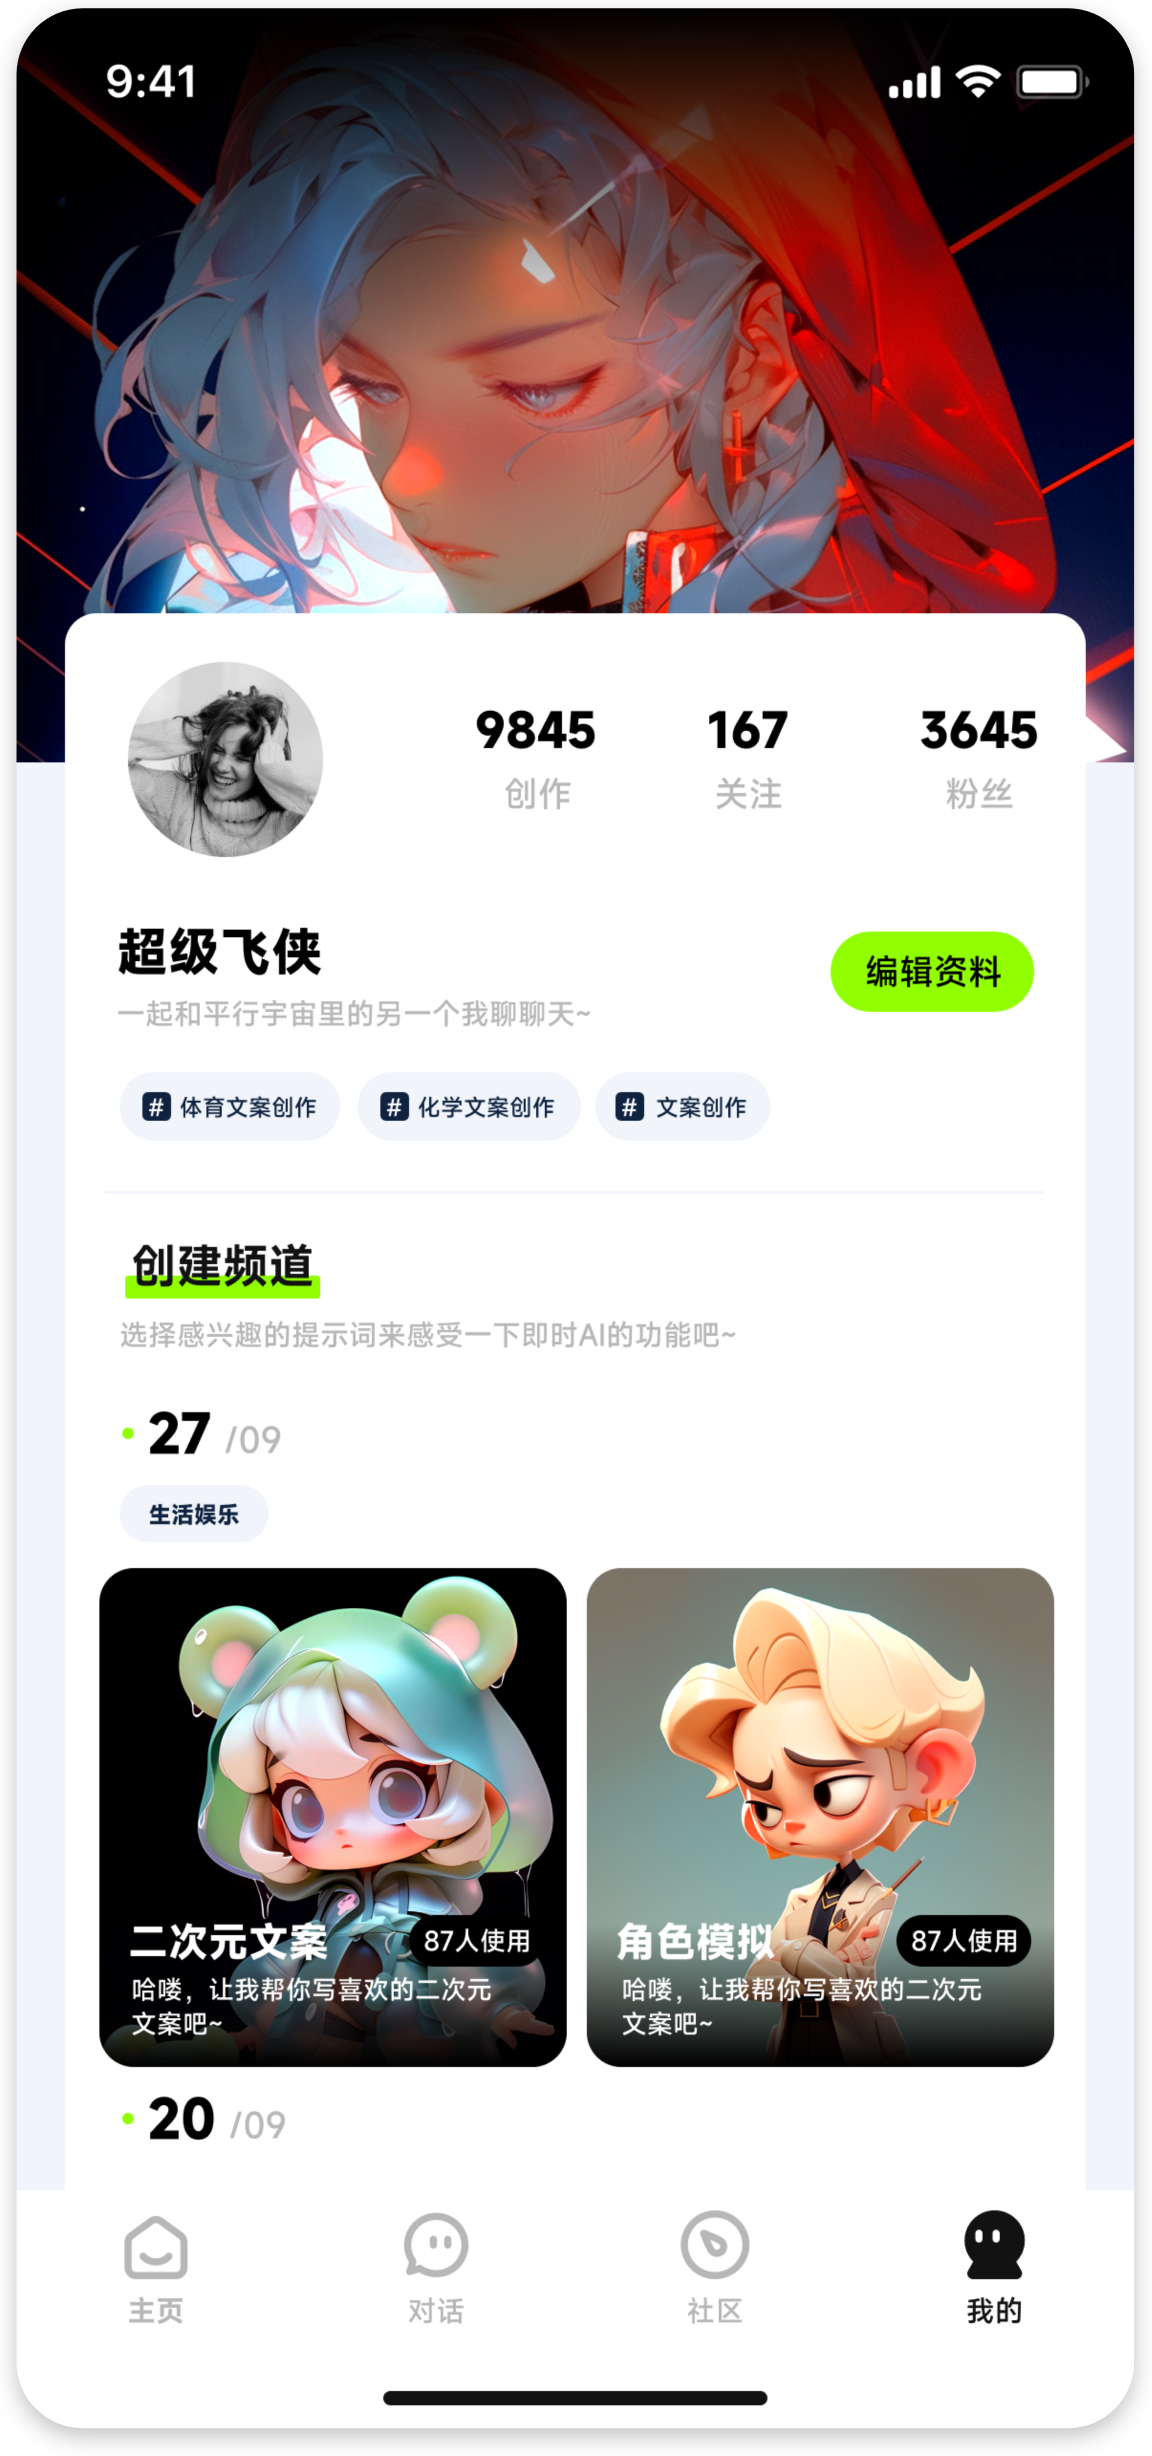 9:41
9845 167 3645
创作 关注 粉丝
超级飞侠
编辑资料
一起和平行宇宙里的另一个我聊聊天~
# 体育文案创作 # 化学文案创作 # 文案创作
创建频道
选择感兴趣的提示词来感受一下即时AI的功能吧~
27 /09
生活娱乐
二次元文案 87人使用
哈喽，让我帮你写喜欢的二次元
文案吧~
角色模拟 87人使用
哈喽，让我帮你写喜欢的二次元
文案吧~
20 /09
主页 对话 社区 我的